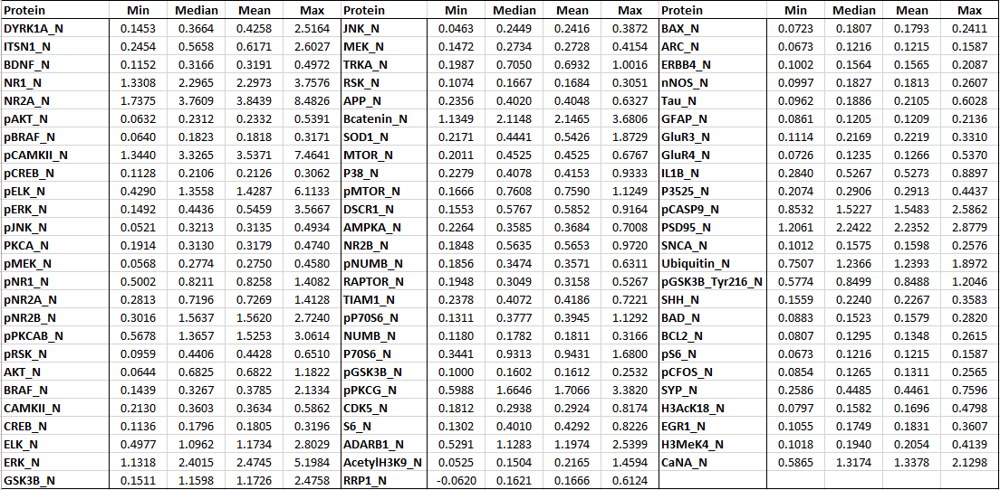 Protein Min Median Mean Max Protein Min Median Mean Max Protein Min Median Mean Max
DYRK1A_N 0.1453 0.3664 0.4258 2.5164 JNK_N 0.0463 0.2449 0.2416 0.3872 BAX_N 0.0723 0.1807 0.1793 0.2411
ITSN1_N 0.2454 0.5658 0.6171 2.6027 MEK_N 0.1472 0.2734 0.2728 0.4154 ARC_N 0.0673 0.1216 0.1215 0.1587
BDNF_N 0.1152 0.3166 0.3191 0.4972 TRKA_N 0.1987 0.7050 0.6932 1.0016 ERBB4_N 0.1002 0.1564 0.1565 0.2087
NR1_N 1.3308 2.2965 2.2973 3.7576 RSK_N 0.1074 0.1667 0.1684 0.3051 nNOS_N 0.0997 0.1827 0.1813 0.2607
NR2A_N 1.7375 3.7609 3.8439 8.4826 APP_N 0.2356 0.4020 0.4048 0.6327 Tau_N 0.0962 0.1886 0.2105 0.6028
pAKT_N 0.0632 0.2312 0.2332 0.5391 Bcatenin_N 1.1349 2.1148 2.1465 3.6806 GFAP_N 0.0861 0.1205 0.1209 0.2136
pBRAF_N 0.0640 0.1823 0.1818 0.3171 SOD1_N 0.2171 0.4441 0.5426 1.8729 GluR3_N 0.1114 0.2169 0.2219 0.3310
pCAMKII_N 1.3440 3.3265 3.5371 7.4641 MTOR_N 0.2011 0.4525 0.4525 0.6767 GluR4_N 0.0726 0.1235 0.1266 0.5370
pCREB_N 0.1128 0.2106 0.2126 0.3062 P38_N 0.2279 0.4078 0.4153 0.9333 IL1B_N 0.2840 0.5267 0.5273 0.8897
pELK_N 0.4290 1.3558 1.4287 6.1133 pMTOR_N 0.1666 0.7608 0.7590 1.1249 P3525_N 0.2074 0.2906 0.2913 0.4437
pERK_N 0.1492 0.4436 0.5459 3.5667 DSCR1_N 0.1553 0.5767 0.5852 0.9164 pCASP9_N 0.8532 1.5227 1.5483 2.5862
pJNK_N 0.0521 0.3213 0.3135 0.4934 AMPKA_N 0.2264 0.3585 0.3684 0.7008 PSD95_N 1.2061 2.2422 2.2352 2.8779
PKCA_N 0.1914 0.3130 0.3179 0.4740 NR2B_N 0.1848 0.5635 0.5653 0.9720 SNCA_N 0.1012 0.1575 0.1598 0.2576
pMEK_N 0.0568 0.2774 0.2750 0.4580 pNUMB_N 0.1856 0.3474 0.3571 0.6311 Ubiquitin_N 0.7507 1.2366 1.2393 1.8972
pNR1_N 0.5002 0.8211 0.8258 1.4082 RAPTOR_N 0.1948 0.3049 0.3158 0.5267 pGSK3B_Tyr216_N 0.5774 0.8499 0.8488 1.2046
pNR2A_N 0.2813 0.7196 0.7269 1.4128 TIAM1_N 0.2378 0.4072 0.4186 0.7221 SHH_N 0.1559 0.2240 0.2267 0.3583
pNR2B_N 0.3016 1.5637 1.5620 2.7240 pP70S6_N 0.1311 0.3777 0.3945 1.1292 BAD_N 0.0883 0.1523 0.1579 0.2820
pPKCAB_N 0.5678 1.3657 1.5253 3.0614 NUMB_N 0.1180 0.1782 0.1811 0.3166 BCL2_N 0.0807 0.1295 0.1348 0.2615
pRSK_N 0.0959 0.4406 0.4428 0.6510 P70S6_N 0.3441 0.9313 0.9431 1.6800 pS6_N 0.0673 0.1216 0.1215 0.1587
AKT_N 0.0644 0.6825 0.6822 1.1822 pGSK3B_N 0.1000 0.1602 0.1612 0.2532 pCFOS_N 0.0854 0.1265 0.1311 0.2565
BRAF_N 0.1439 0.3267 0.3785 2.1334 pPKCG_N 0.5988 1.6646 1.7066 3.3820 SYP_N 0.2586 0.4485 0.4461 0.7596
CAMKII_N 0.2130 0.3603 0.3634 0.5862 CDK5_N 0.1812 0.2938 0.2924 0.8174 H3AcK18_N 0.0797 0.1582 0.1696 0.4798
CREB_N 0.1136 0.1796 0.1805 0.3196 S6_N 0.1302 0.4010 0.4292 0.8226 EGR1_N 0.1055 0.1749 0.1831 0.3607
ELK_N 0.4977 1.0962 1.1734 2.8029 ADARB1_N 0.5291 1.1283 1.1974 2.5399 H3MeK4_N 0.1018 0.1940 0.2054 0.4139
ERK_N 1.1318 2.4015 2.4745 5.1984 AcetylH3K9_N 0.0525 0.1504 0.2165 1.4594 CaNA_N 0.5865 1.3174 1.3378 2.1298
GSK3B_N 0.1511 1.1598 1.1726 2.4758 RRP1_N -0.0620 0.1621 0.1666 0.6124